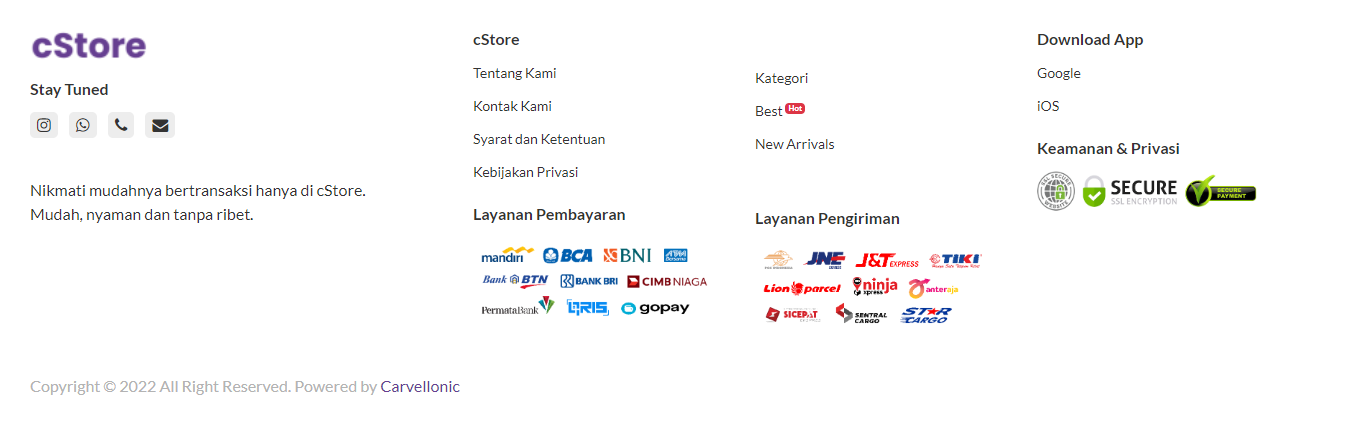 cStore
Stay Tuned
Nikmati mudahnya bertransaksi hanya di cStore.
Mudah, nyaman dan tanpa ribet.
cStore
Tentang Kami
Kontak Kami
Syarat dan Ketentuan
Kebijakan Privasi
Kategori
Best Hot
New Arrivals
Download App
Google
iOS
Keamanan & Privasi
SSL SECURE
WEBSITE
SECURE
SSL ENCRYPTION
SECURE
PAYMENT
Layanan Pembayaran
mandiri BCA BNI ATM Bersama
Bank BTN BANK BRI CIMB NIAGA
PermataBank QRIS gopay
Layanan Pengiriman
JNE EXPRESS J&T EXPRESS TIKI
Lion parcel ninja xpress anteraja
SICEPAT SENTRAL CARGO STAR CARGO
Copyright © 2022 All Right Reserved. Powered by Carvellonic